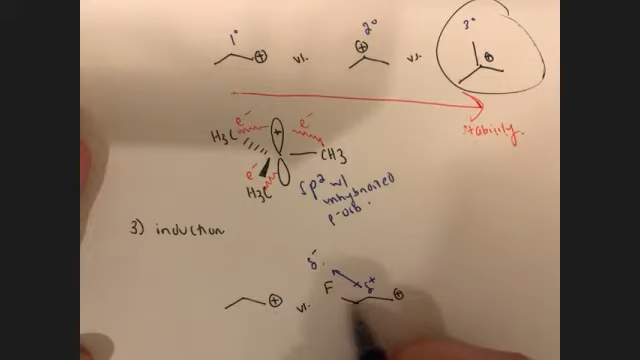 1° 2° 3°
⊕ vs. ⊕ vs. ⊕
stability.
e⁻ + e⁻
H₃C CH₃
e⁻
H₃C
sp² w/
unhybridized
p-orb.
3) induction
δ⁻ δ⁺
F
⊕ vs. ⊕